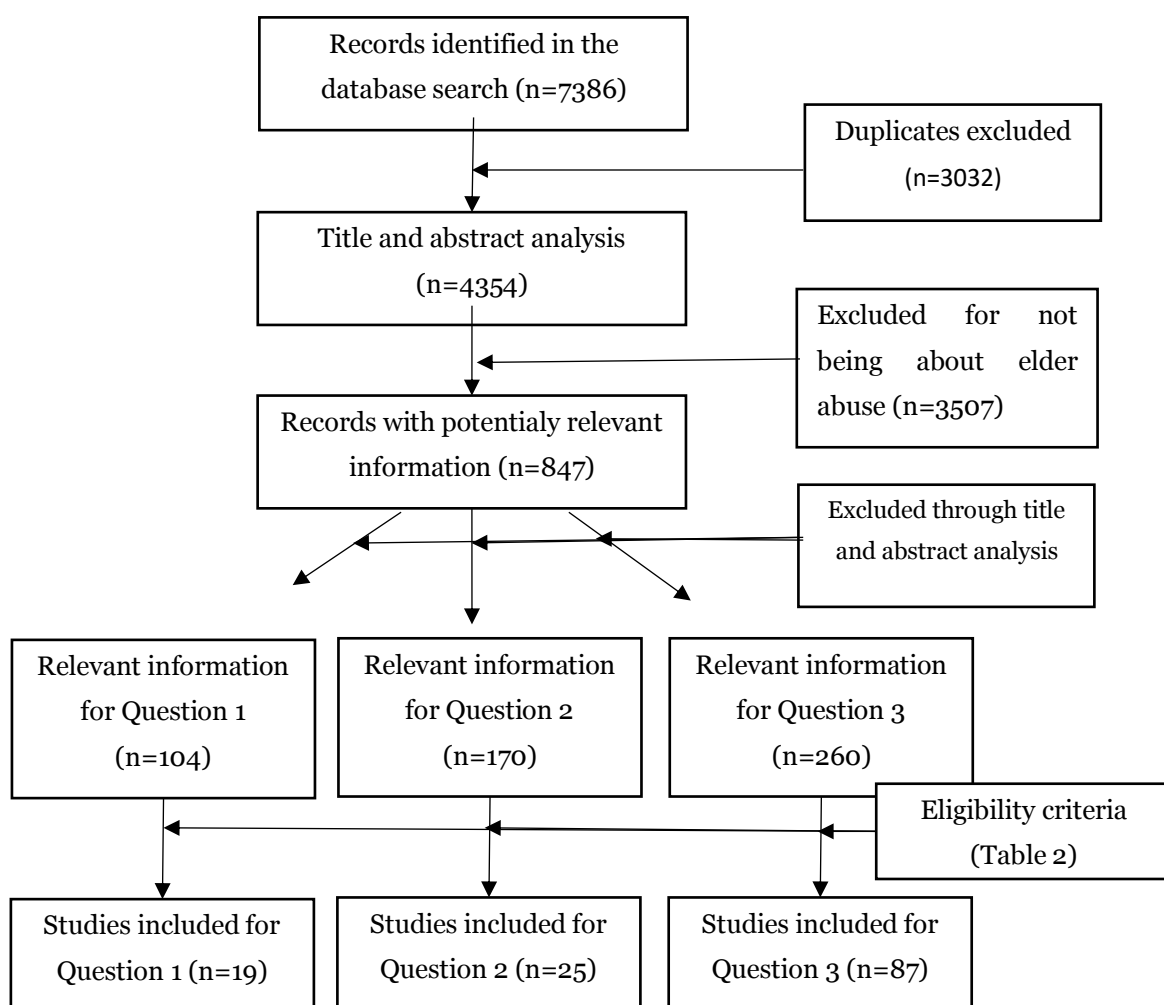 Records identified in the
database search (n=7386)
Duplicates excluded
(n=3032)
Title and abstract analysis
(n=4354)
Excluded for not
being about elder
abuse (n=3507)
Records with potentialy relevant
information (n=847)
Excluded through title
and abstract analysis
Relevant information
for Question 1
(n=104)
Relevant information
for Question 2
(n=170)
Relevant information
for Question 3
(n=260)
Eligibility criteria
(Table 2)
Studies included for
Question 1 (n=19)
Studies included for
Question 2 (n=25)
Studies included for
Question 3 (n=87)